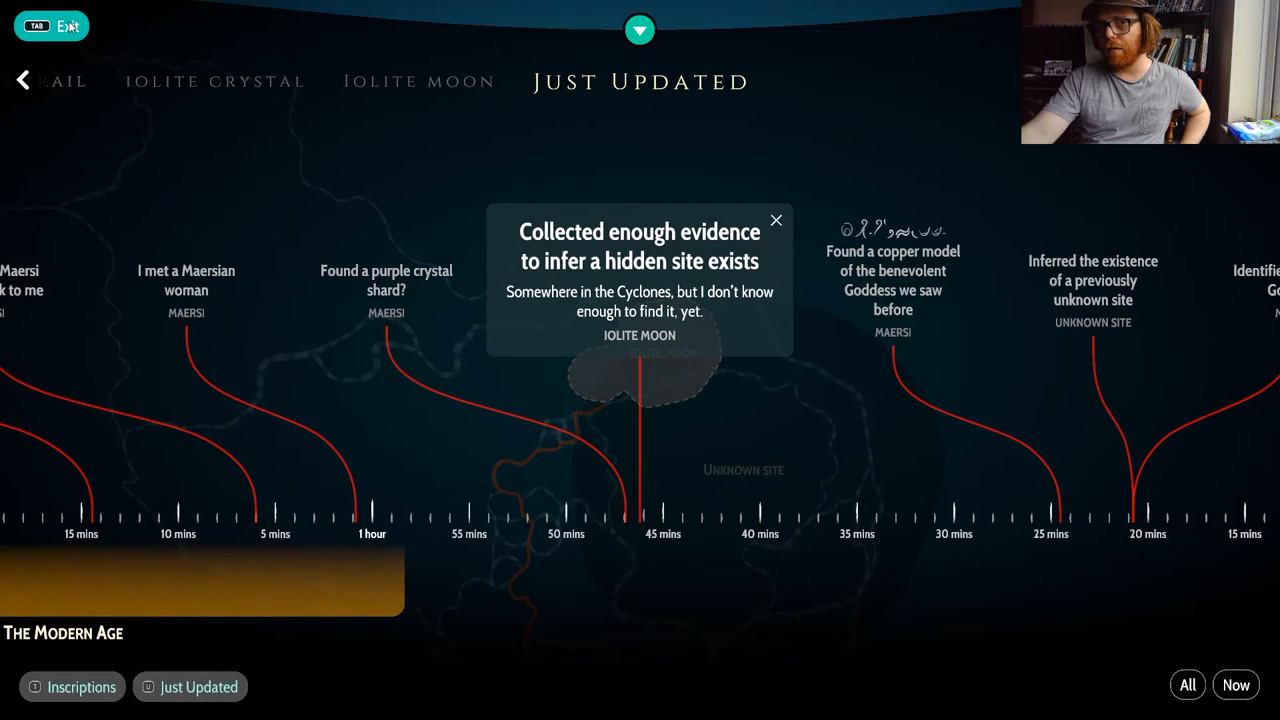 TAB Exit
AIL
IOLITE CRYSTAL
IOLITE MOON
JUST UPDATED
Collected enough evidence
to infer a hidden site exists
Somewhere in the Cyclones, but I don't know
enough to find it, yet.
IOLITE MOON
Maersi
k to me
I met a Maersian
woman
MAERSI
Found a purple crystal
shard?
MAERSI
Found a copper model
of the benevolent
Goddess we saw
before
MAERSI
Inferred the existence
of a previously
unknown site
UNKNOWN SITE
Identifie
Go
IOLITE MOON
UNKNOWN SITE
15 mins
10 mins
5 mins
1 hour
55 mins
50 mins
45 mins
40 mins
35 mins
30 mins
25 mins
20 mins
15 mins
THE MODERN AGE
T Inscriptions
U Just Updated
All
Now